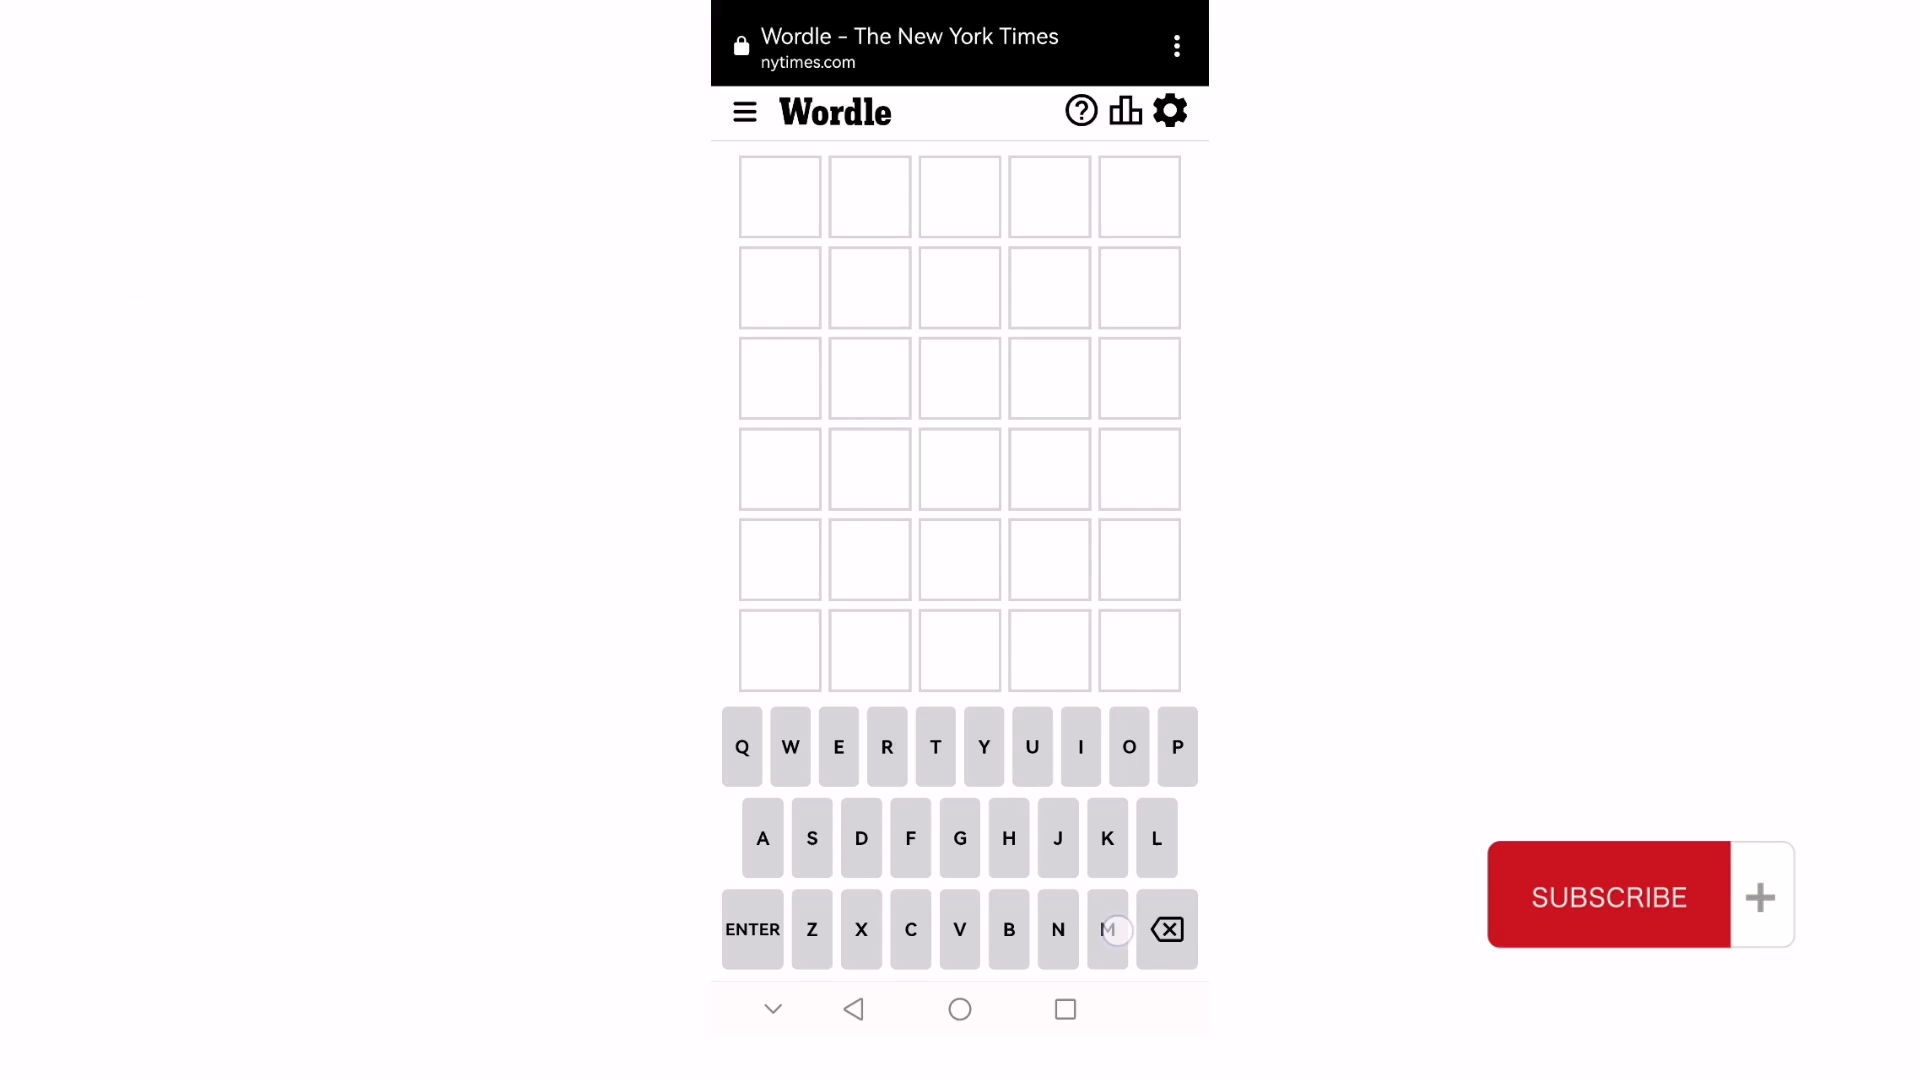 Wordle - The New York Times
nytimes.com
Wordle
Q W E R T Y U I O P
A S D F G H J K L
ENTER Z X C V B N M
SUBSCRIBE +